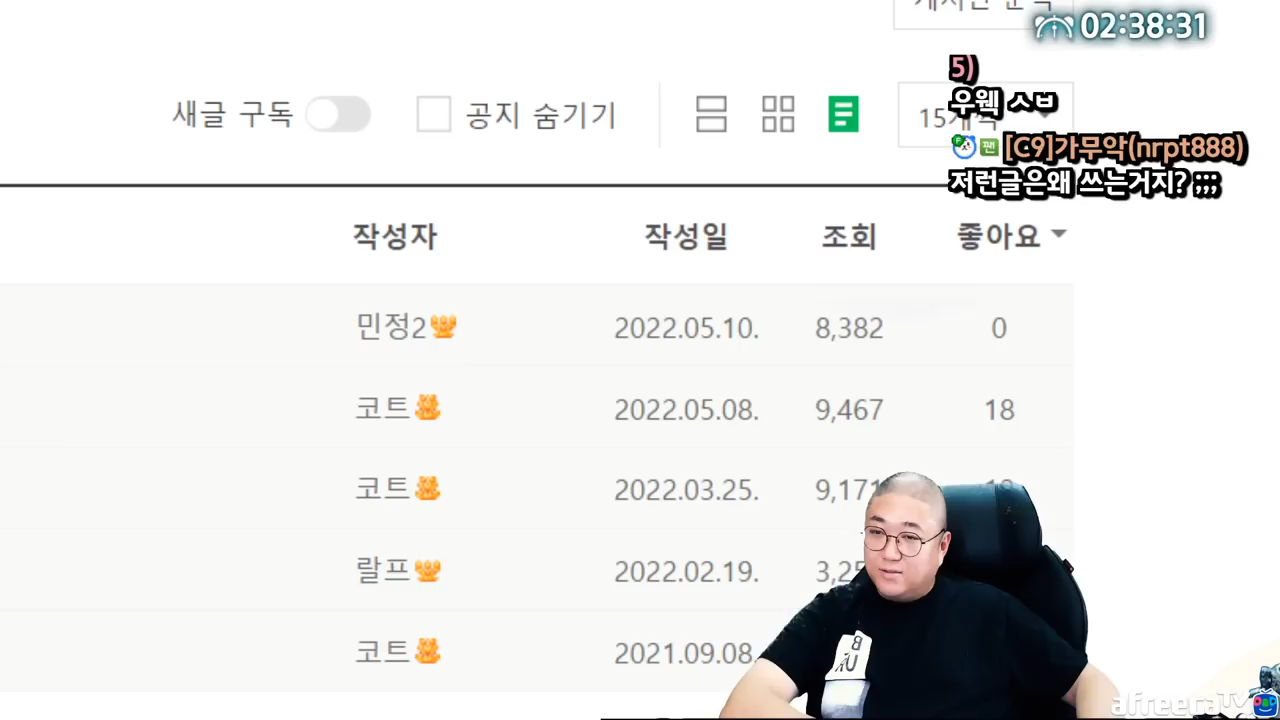 02:38:31
5)
우웩 ㅅㅂ
새글 구독 공지 숨기기
[C9]가무악(nrpt888)
저런글은왜 쓰는거지? ;;;
작성자 작성일 조회 좋아요
민정2 2022.05.10. 8,382 0
코트 2022.05.08. 9,467 18
코트 2022.03.25.
랄프 2022.02.19.
코트 2021.09.08.
afreecaTV